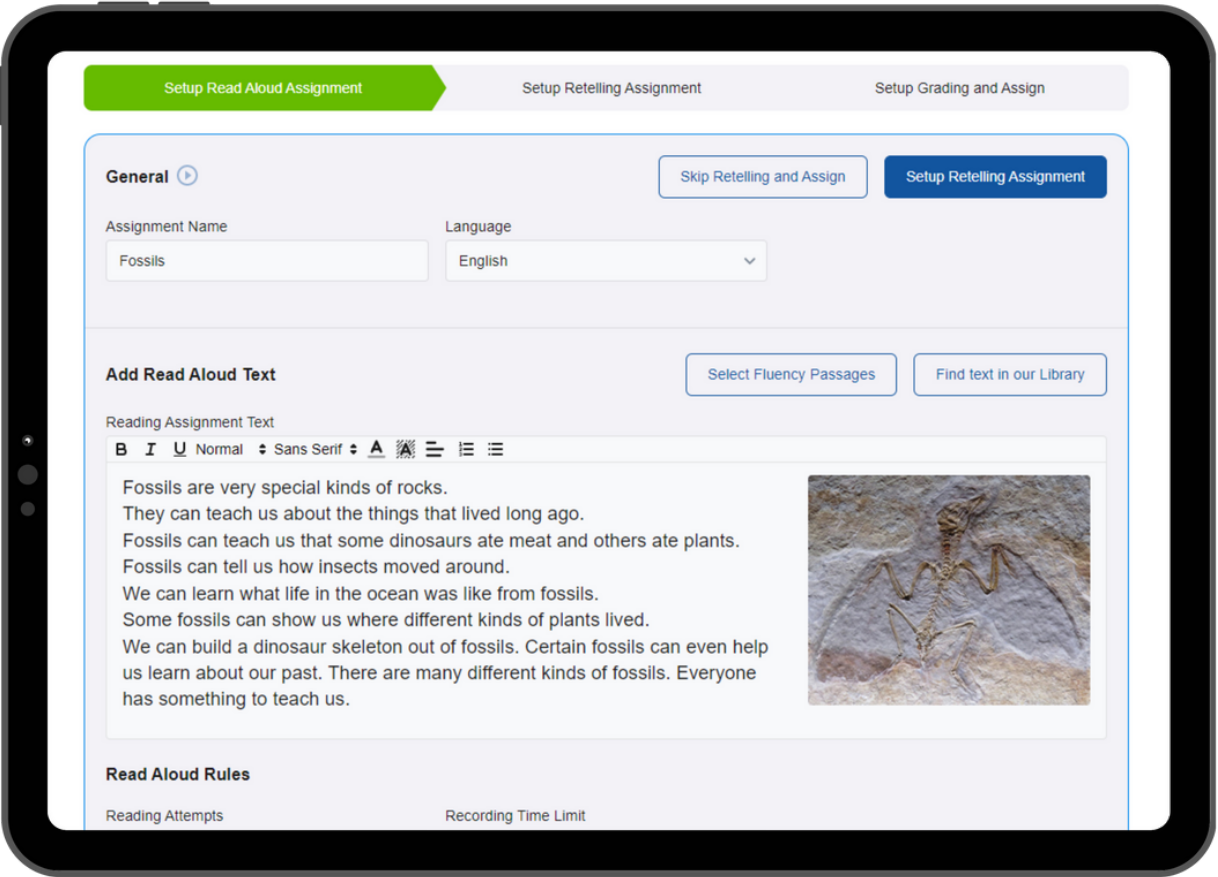 Setup Read Aloud Assignment
Setup Retelling Assignment
Setup Grading and Assign
General
Skip Retelling and Assign
Setup Retelling Assignment
Assignment Name
Language
Fossils
English
Add Read Aloud Text
Select Fluency Passages
Find text in our Library
Reading Assignment Text
B I U Normal Sans Serif A A
Fossils are very special kinds of rocks.
They can teach us about the things that lived long ago.
Fossils can teach us that some dinosaurs ate meat and others ate plants.
Fossils can tell us how insects moved around.
We can learn what life in the ocean was like from fossils.
Some fossils can show us where different kinds of plants lived.
We can build a dinosaur skeleton out of fossils. Certain fossils can even help
us learn about our past. There are many different kinds of fossils. Everyone
has something to teach us.
Read Aloud Rules
Reading Attempts
Recording Time Limit